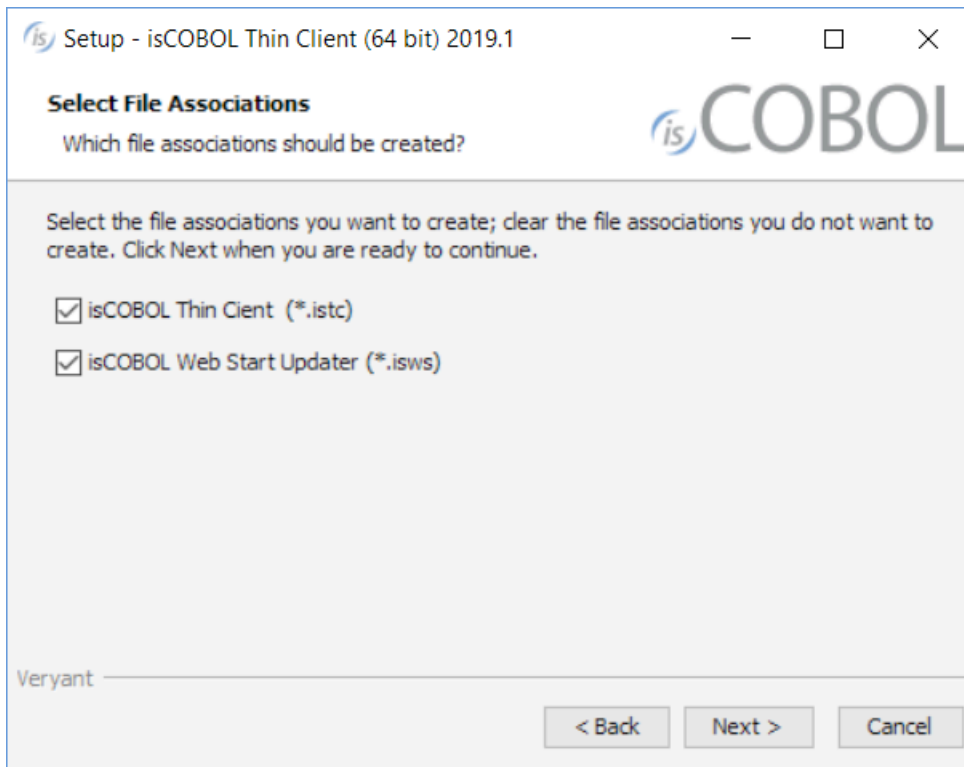 is Setup - isCOBOL Thin Client (64 bit) 2019.1
Select File Associations
Which file associations should be created?
isCOBOL
Select the file associations you want to create; clear the file associations you do not want to
create. Click Next when you are ready to continue.
isCOBOL Thin Cient (*.istc)
isCOBOL Web Start Updater (*.isws)
Veryant
< Back Next > Cancel